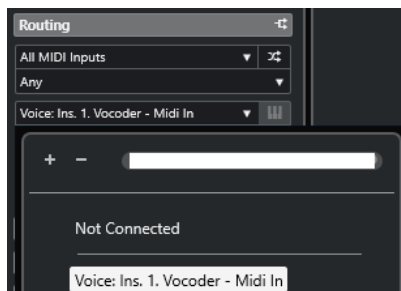 Routing
All MIDI Inputs
Any
Voice: Ins. 1. Vocoder - Midi In
+ −
Not Connected
Voice: Ins. 1. Vocoder - Midi In